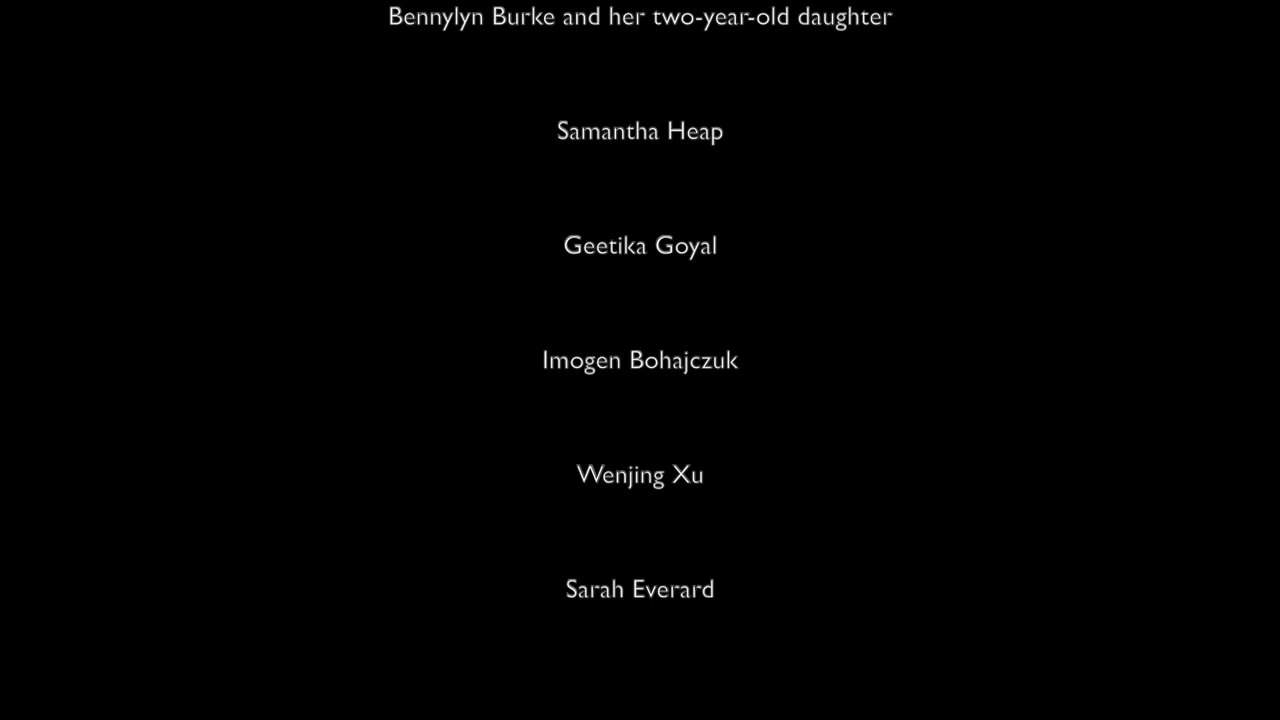 Bennylyn Burke and her two-year-old daughter
Samantha Heap
Geetika Goyal
Imogen Bohajczuk
Wenjing Xu
Sarah Everard